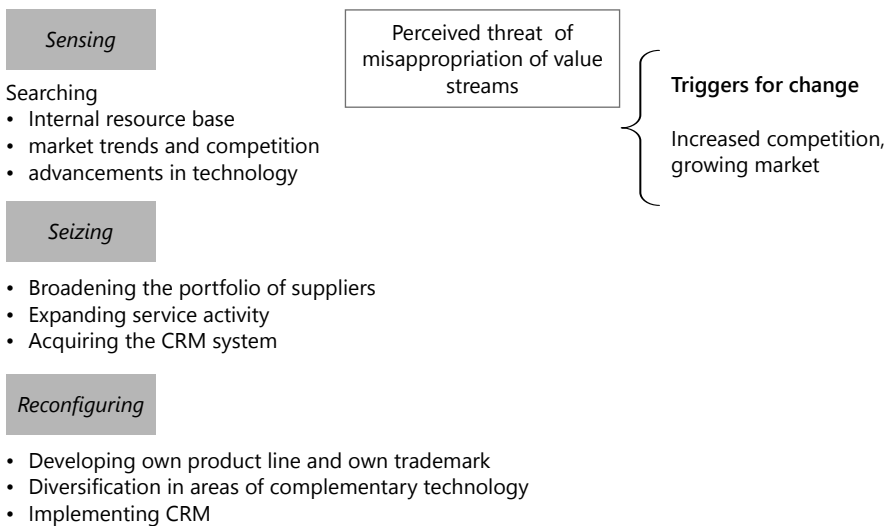 Sensing
Perceived threat of
misappropriation of value
streams
Triggers for change
Increased competition,
growing market
Searching
• Internal resource base
• market trends and competition
• advancements in technology
Seizing
• Broadening the portfolio of suppliers
• Expanding service activity
• Acquiring the CRM system
Reconfiguring
• Developing own product line and own trademark
• Diversification in areas of complementary technology
• Implementing CRM